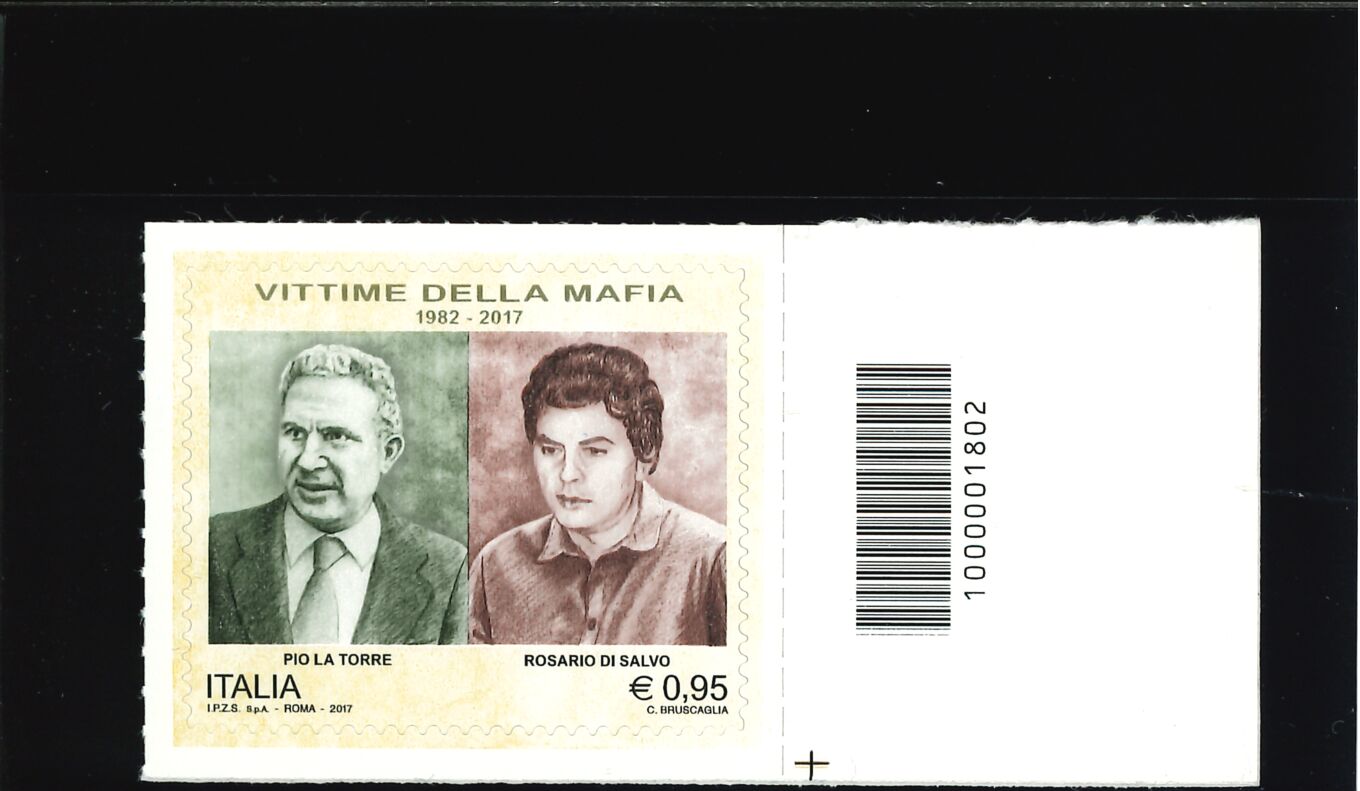 VITTIME DELLA MAFIA
1982 - 2017
PIO LA TORRE
ROSARIO DI SALVO
ITALIA
€ 0,95
I.P.Z.S. S.p.A. - ROMA - 2017
C. BRUSCAGLIA
1000001802